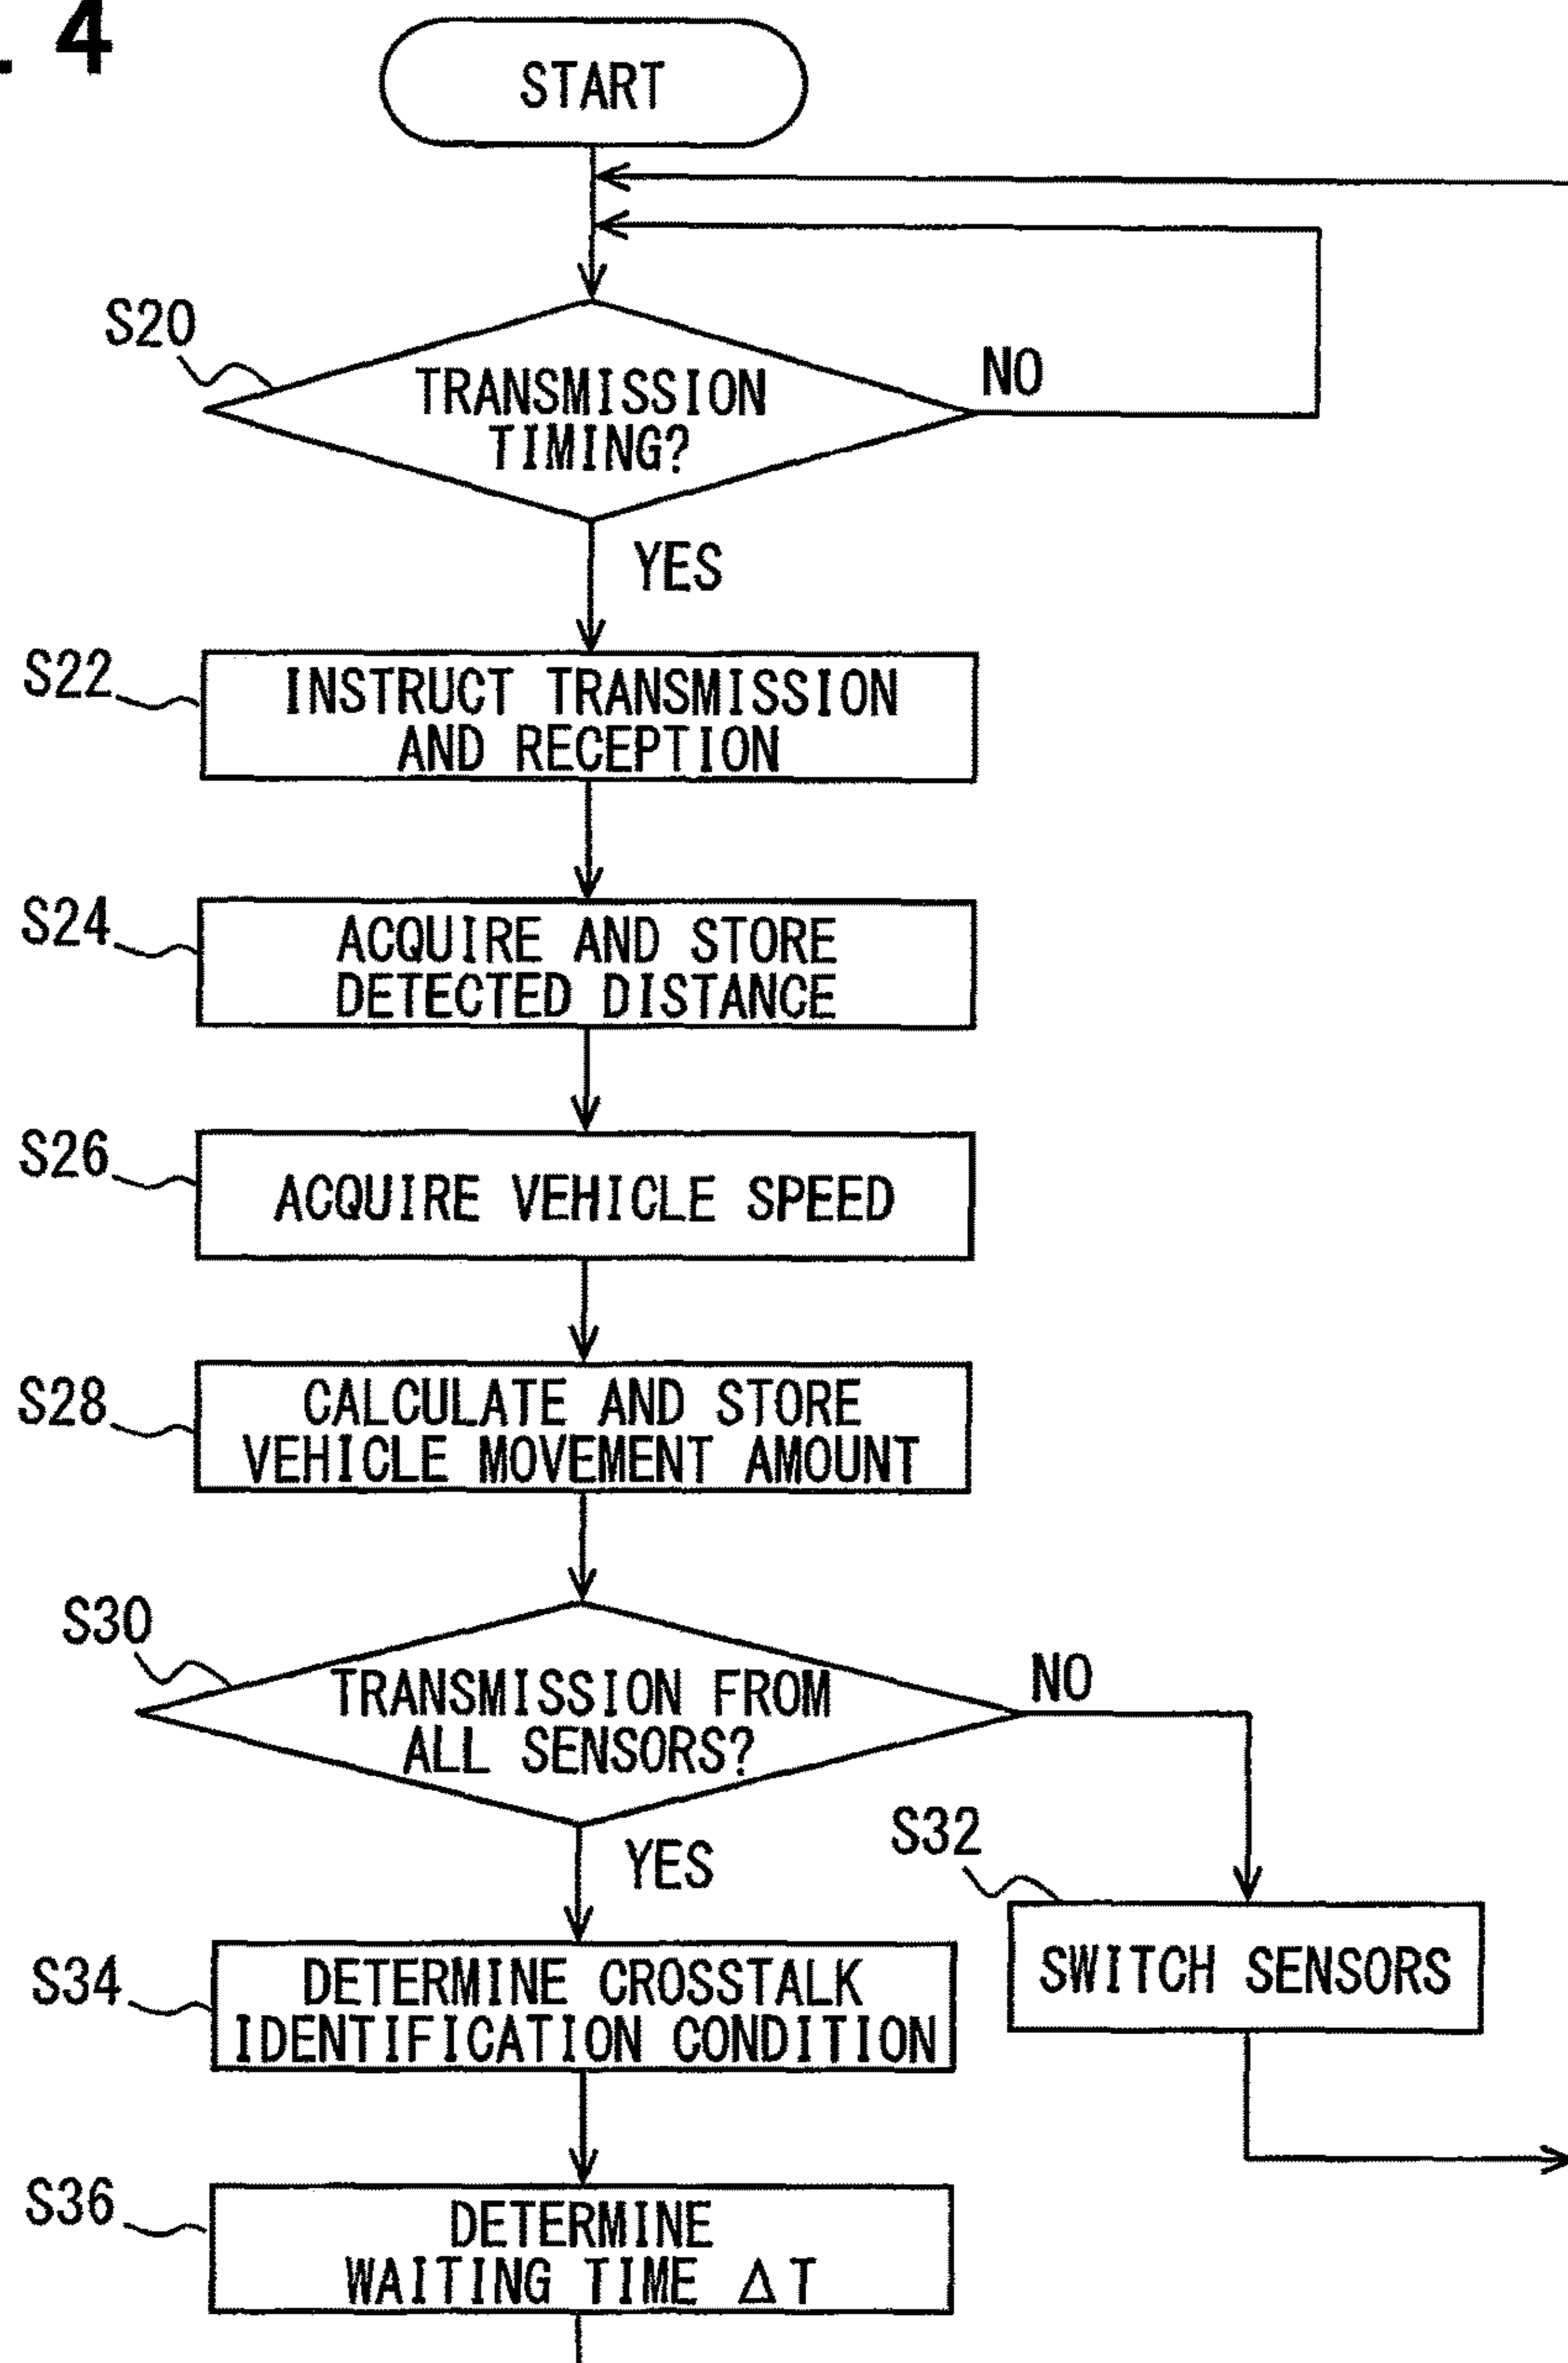 . 4
START
S20
TRANSMISSION
TIMING?
NO
YES
S22
INSTRUCT TRANSMISSION
AND RECEPTION
S24
ACQUIRE AND STORE
DETECTED DISTANCE
S26
ACQUIRE VEHICLE SPEED
S28
CALCULATE AND STORE
VEHICLE MOVEMENT AMOUNT
S30
TRANSMISSION FROM
ALL SENSORS?
NO
YES
S32
SWITCH SENSORS
S34
DETERMINE CROSSTALK
IDENTIFICATION CONDITION
S36
DETERMINE
WAITING TIME ΔT